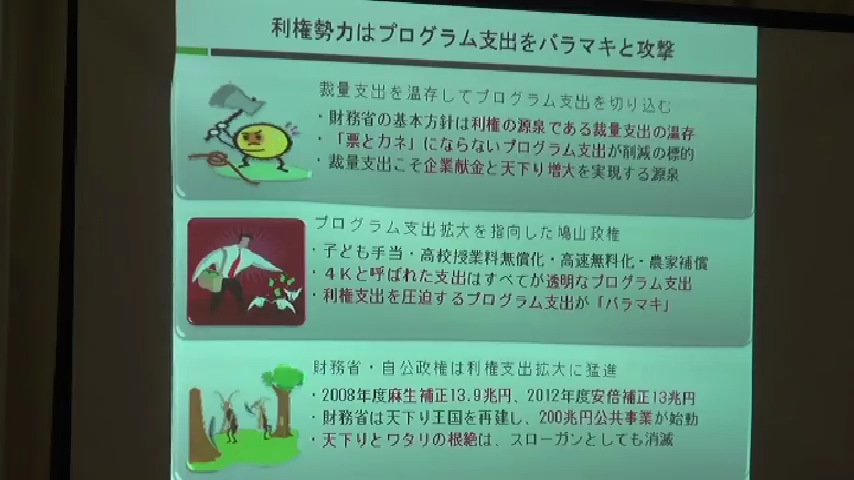 利権勢力はプログラム支出をバラマキと攻撃
裁量支出を温存してプログラム支出を切り込む
・財務省の基本方針は利権の源泉である裁量支出の温存
・「票とカネ」にならないプログラム支出が削減の標的
・裁量支出こそ企業献金と天下り増大を実現する源泉
プログラム支出拡大を指向した鳩山政権
・子ども手当・高校授業料無償化・高速無料化・農家補償
・４Ｋと呼ばれた支出はすべてが透明なプログラム支出
・利権支出を圧迫するプログラム支出が「バラマキ」
財務省・自公政権は利権支出拡大に猛進
・2008年度麻生補正13.9兆円、2012年度安倍補正13兆円
・財務省は天下り王国を再建し、200兆円公共事業が始動
・天下りとワタリの根絶は、スローガンとしても消滅